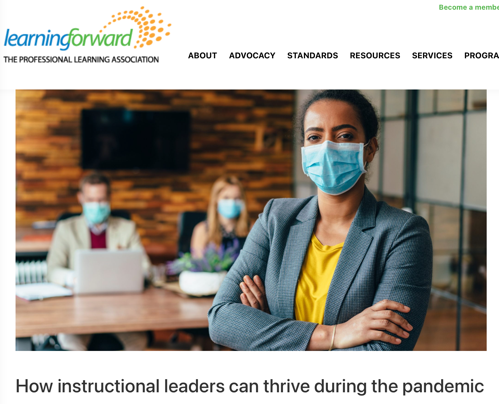 Become a membe
learningforward
THE PROFESSIONAL LEARNING ASSOCIATION
ABOUT ADVOCACY STANDARDS RESOURCES SERVICES PROGRA
How instructional leaders can thrive during the pandemic